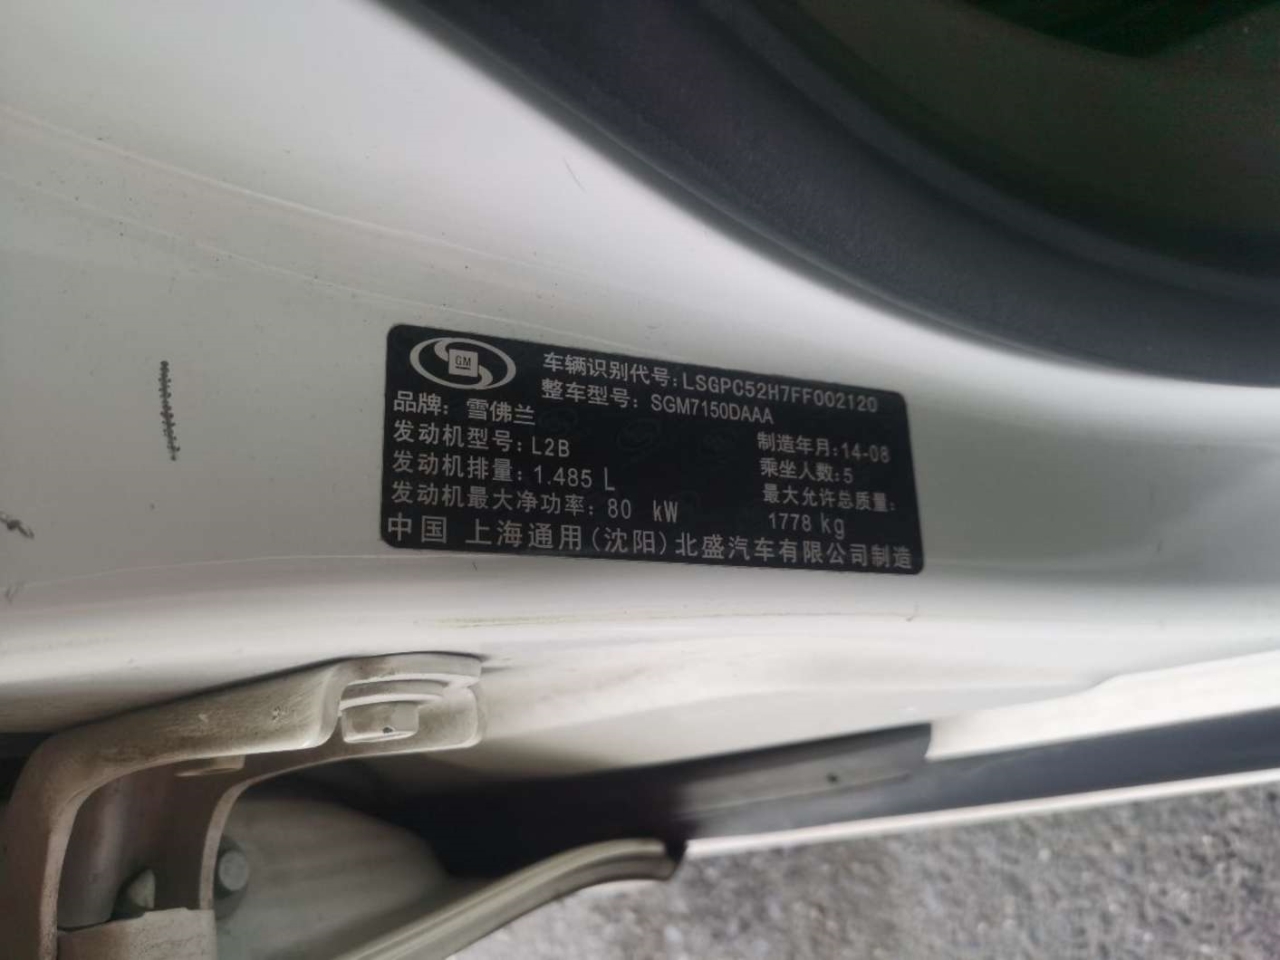 GM
车辆识别代号:LSGPC52H7FF002120
整车型号: SGM7150DAAA
品牌: 雪佛兰
发动机型号: L2B
制造年月:14-08
发动机排量: 1.485 L
乘坐人数:5
发动机最大净功率: 80 kW
最大允许总质量:
1778 kg
中国 上海通用(沈阳)北盛汽车有限公司制造